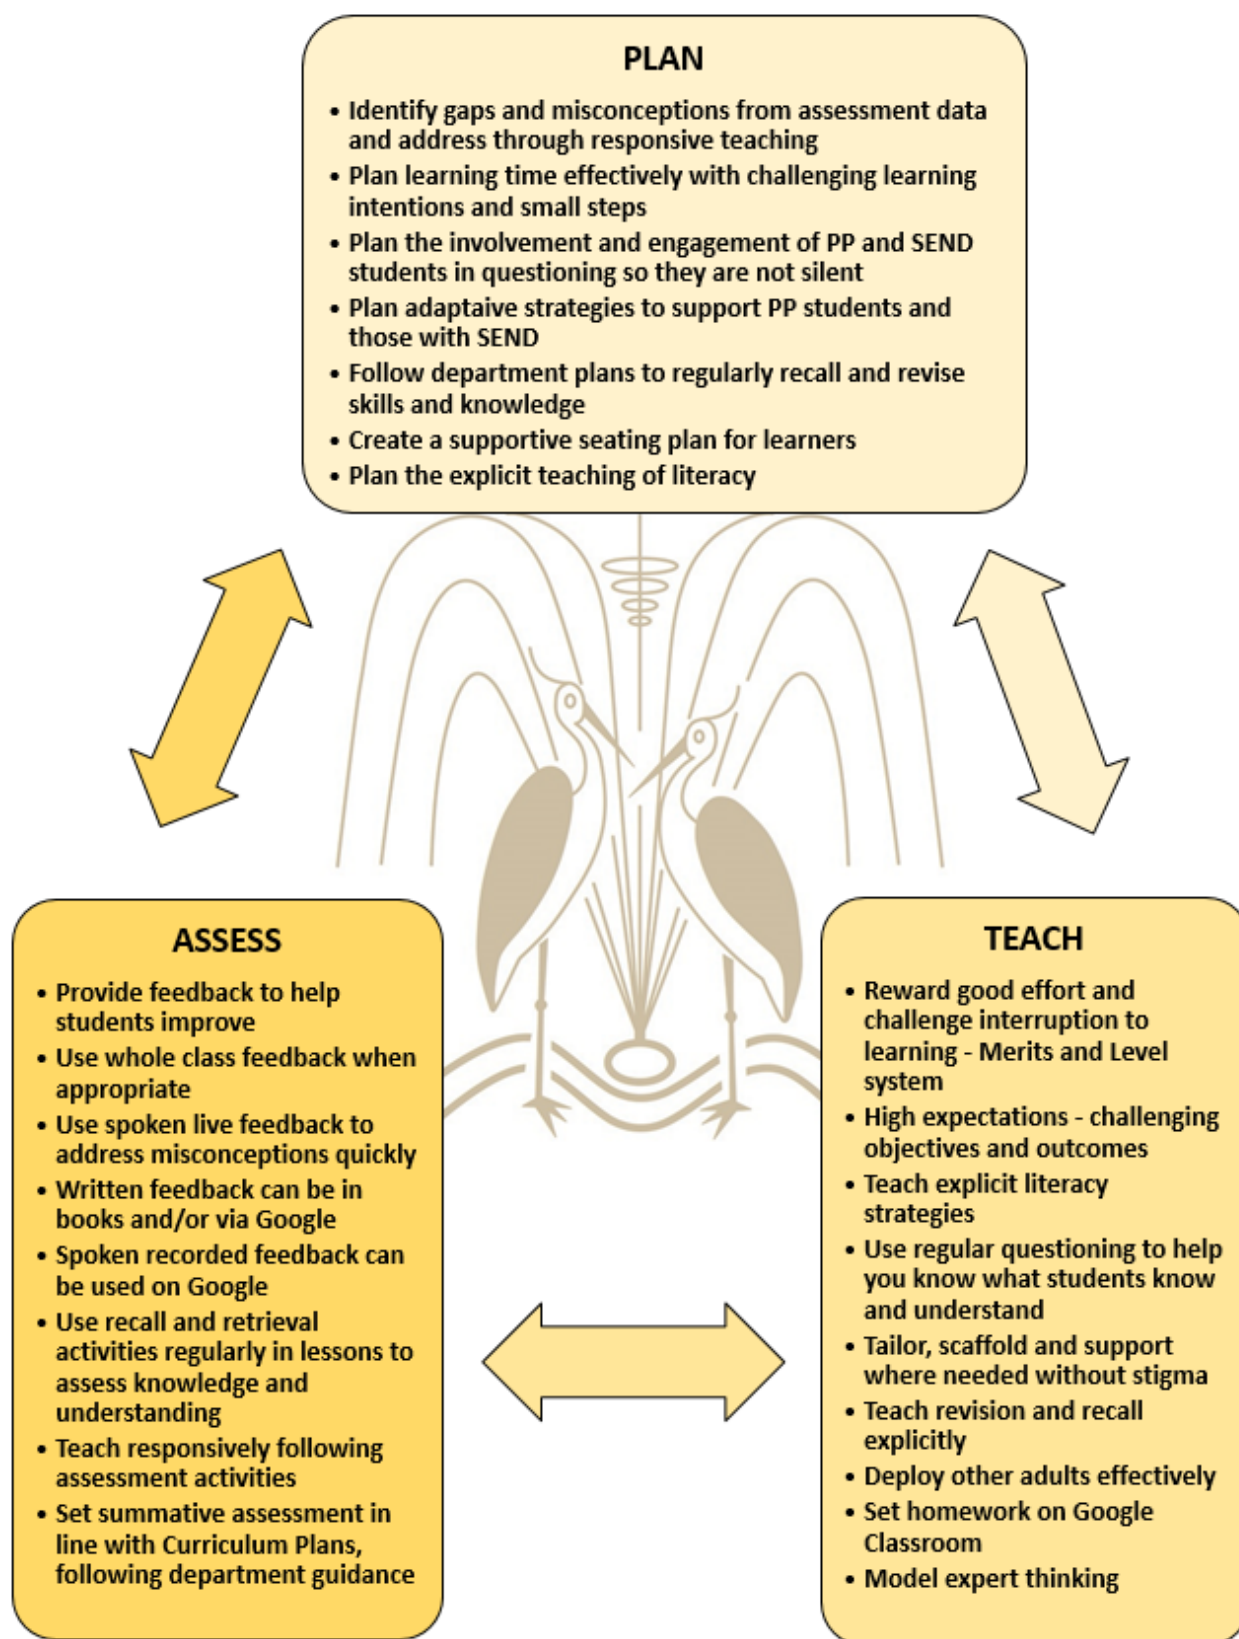 PLAN
• Identify gaps and misconceptions from assessment data
and address through responsive teaching
• Plan learning time effectively with challenging learning
intentions and small steps
• Plan the involvement and engagement of PP and SEND
students in questioning so they are not silent
• Plan adaptaive strategies to support PP students and
those with SEND
• Follow department plans to regularly recall and revise
skills and knowledge
• Create a supportive seating plan for learners
• Plan the explicit teaching of literacy
ASSESS
• Provide feedback to help
students improve
• Use whole class feedback when
appropriate
• Use spoken live feedback to
address misconceptions quickly
• Written feedback can be in
books and/or via Google
• Spoken recorded feedback can
be used on Google
• Use recall and retrieval
activities regularly in lessons to
assess knowledge and
understanding
• Teach responsively following
assessment activities
• Set summative assessment in
line with Curriculum Plans,
following department guidance
TEACH
• Reward good effort and
challenge interruption to
learning - Merits and Level
system
• High expectations - challenging
objectives and outcomes
• Teach explicit literacy
strategies
• Use regular questioning to help
you know what students know
and understand
• Tailor, scaffold and support
where needed without stigma
• Teach revision and recall
explicitly
• Deploy other adults effectively
• Set homework on Google
Classroom
• Model expert thinking